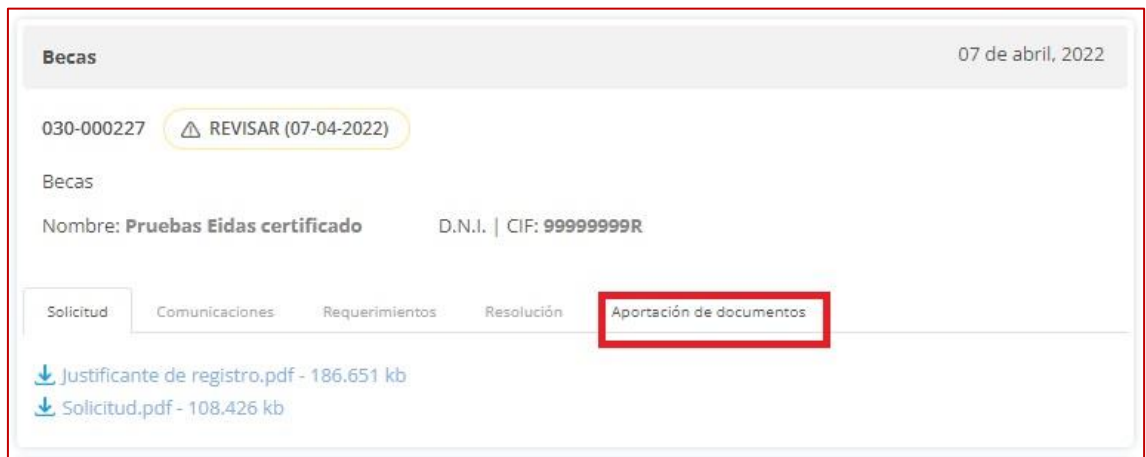 Becas 07 de abril, 2022
030-000227 REVISAR (07-04-2022)
Becas
Nombre: Pruebas Eidas certificado D.N.I. | CIF: 99999999R
Solicitud Comunicaciones Requerimientos Resolución Aportación de documentos
Justificante de registro.pdf - 186.651 kb
Solicitud.pdf - 108.426 kb